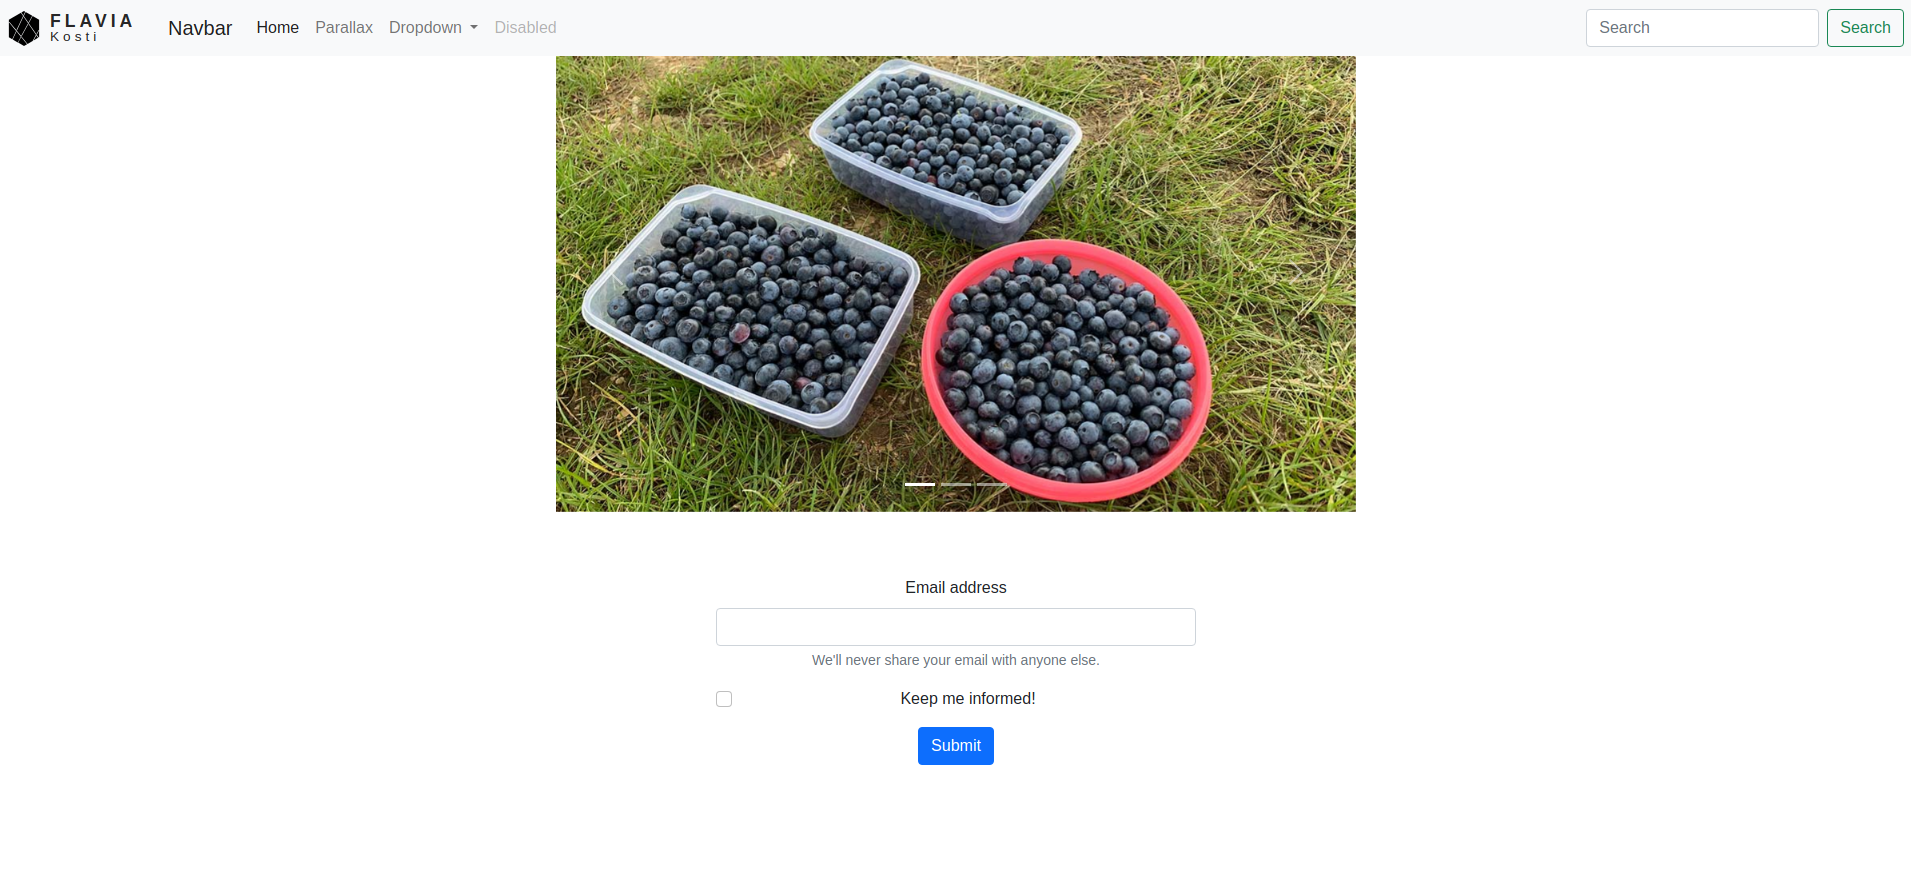 FLAVIA
Kosti
Navbar Home Parallax Dropdown Disabled Search Search
Email address
We'll never share your email with anyone else.
Keep me informed!
Submit